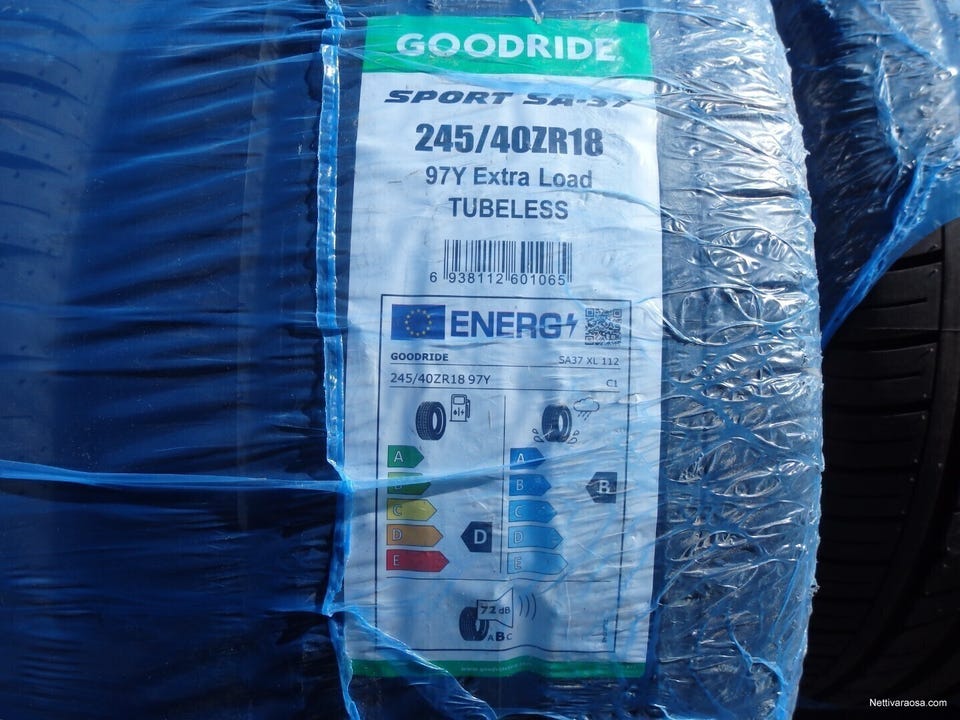 GOODRIDE
SPORT SA-37
245/40ZR18
97Y Extra Load
TUBELESS
6 938112 601065
ENERG
GOODRIDE
SA37 XL 112
245/40ZR18 97Y
C1
A
B
C
D
E
D
A
B
C
D
E
B
72 dB
ABC
Nettivaraosa.com